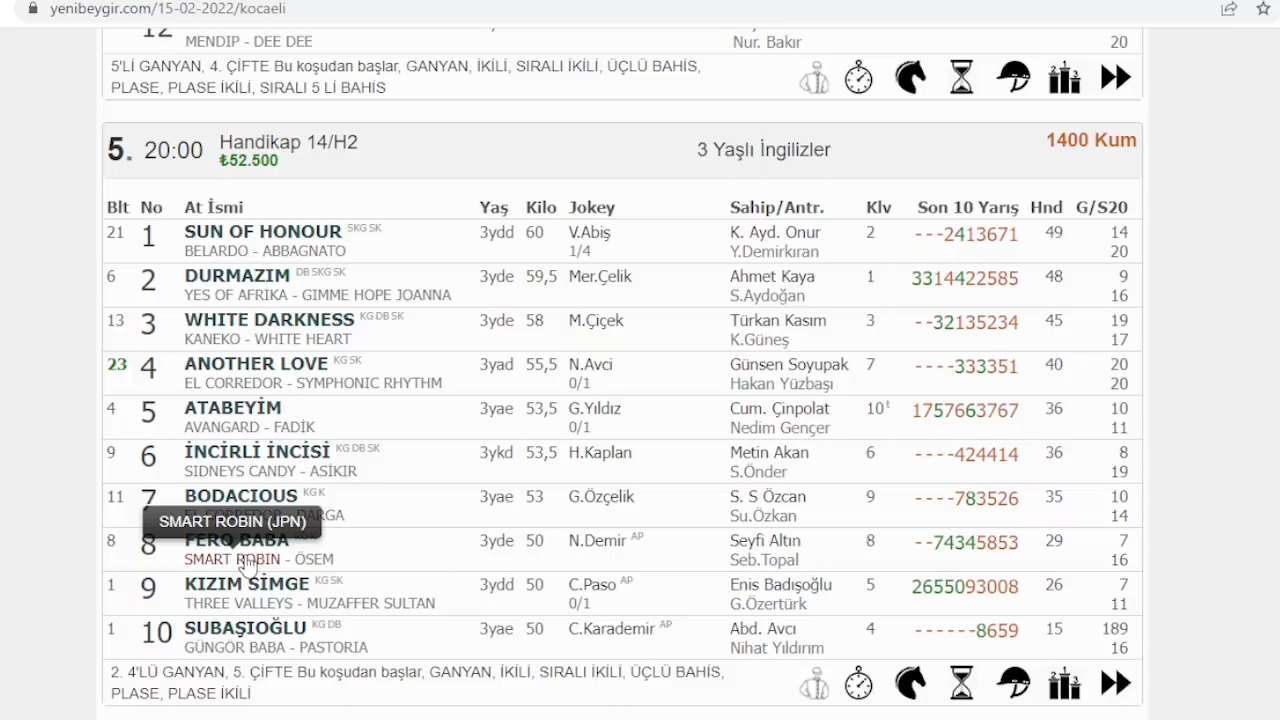 yenibeygir.com/15-02-2022/kocaeli
12
MENDIP - DEE DEE Nur. Bakır 20
5'Lİ GANYAN, 4. ÇİFTE Bu koşudan başlar, GANYAN, İKİLİ, SIRALI İKİLİ, ÜÇLÜ BAHİS,
PLASE, PLASE İKİLİ, SIRALI 5 Lİ BAHİS
5. 20:00 Handikap 14/H2 3 Yaşlı İngilizler 1400 Kum
₺52.500
Blt No At İsmi Yaş Kilo Jokey Sahip/Antr. Klv Son 10 Yarış Hnd G/S20
21 1 SUN OF HONOUR SKG SK 3ydd 60 V.Abiş K. Ayd. Onur 2 ---2413671 49 14
BELARDO - ABBAGNATO 1/4 Y.Demirkıran 20
6 2 DURMAZIM DB SKG SK 3yde 59,5 Mer.Çelik Ahmet Kaya 1 3314422585 48 9
YES OF AFRIKA - GIMME HOPE JOANNA S.Aydoğan 16
13 3 WHITE DARKNESS KG DB SK 3yde 58 M.Çiçek Türkan Kasım 3 --32135234 45 19
KANEKO - WHITE HEART K.Güneş 17
23 4 ANOTHER LOVE KG SK 3yad 55,5 N.Avci Günsen Soyupak 7 ----333351 40 20
EL CORREDOR - SYMPHONIC RHYTHM 0/1 Hakan Yüzbaşı 20
4 5 ATABEYİM 3yae 53,5 G.Yıldız Cum. Çinpolat 10t 1757663767 36 10
AVANGARD - FADİK 0/1 Nedim Gençer 11
9 6 İNCİRLİ İNCİSİ KG DB SK 3ykd 53,5 H.Kaplan Metin Akan 6 ----424414 36 8
SIDNEYS CANDY - ASİKIR S.Önder 19
11 7 BODACIOUS KG K 3yae 53 G.Özçelik S. S Özcan 9 ----783526 35 10
DARGA Su.Özkan 14
SMART ROBIN (JPN)
8 8 FERO BABA 3yde 50 N.Demir AP Seyfi Altın 8 --74345853 29 7
SMART ROBIN - ÖSEM Seb.Topal 16
1 9 KIZIM SİMGE KG SK 3ydd 50 C.Paso AP Enis Badışoğlu 5 2655093008 26 7
THREE VALLEYS - MUZAFFER SULTAN 0/1 G.Özertürk 11
1 10 SUBAŞIOĞLU KG DB 3yae 50 C.Karademir AP Abd. Avcı 4 ------8659 15 189
GÜNGÖR BABA - PASTORIA Nihat Yıldırım 16
2. 4'LÜ GANYAN, 5. ÇİFTE Bu koşudan başlar, GANYAN, İKİLİ, SIRALI İKİLİ, ÜÇLÜ BAHİS,
PLASE, PLASE İKİLİ